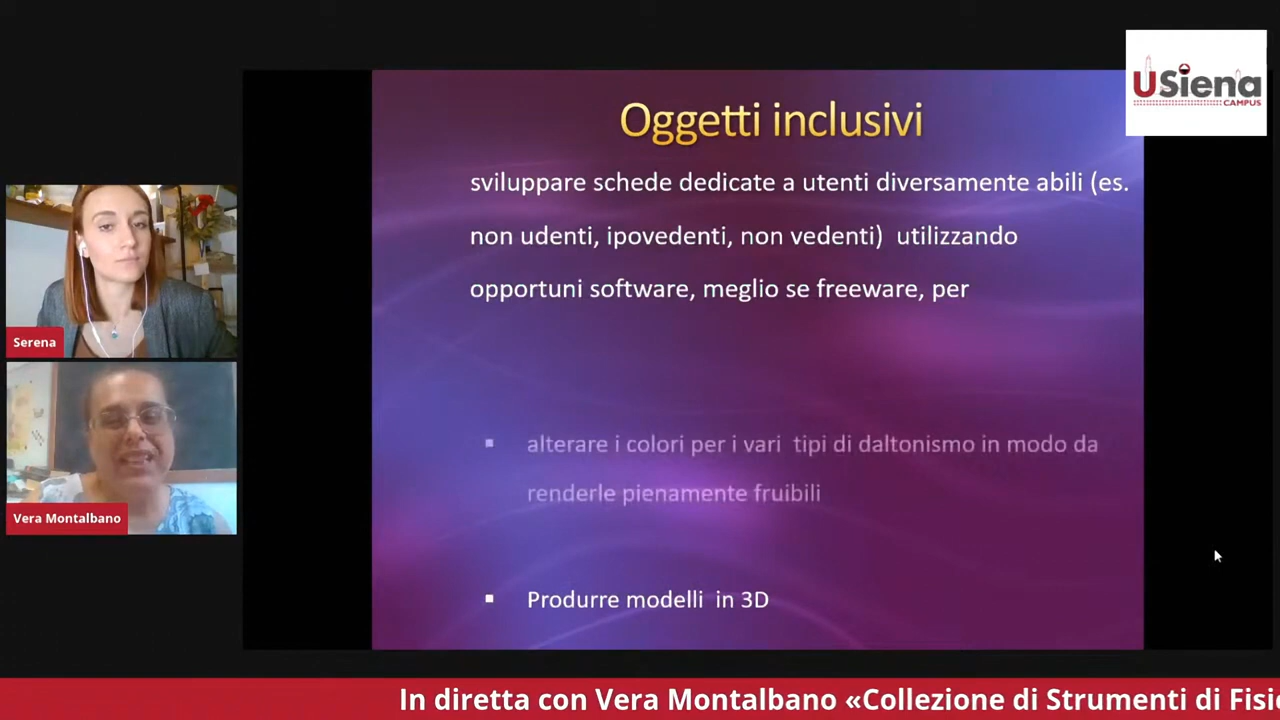 USiena
CAMPUS
Oggetti inclusivi
sviluppare schede dedicate a utenti diversamente abili (es.
non udenti, ipovedenti, non vedenti) utilizzando
opportuni software, meglio se freeware, per
alterare i colori per i vari tipi di daltonismo in modo da
renderle pienamente fruibili
Produrre modelli in 3D
Serena
Vera Montalbano
In diretta con Vera Montalbano «Collezione di Strumenti di Fisic